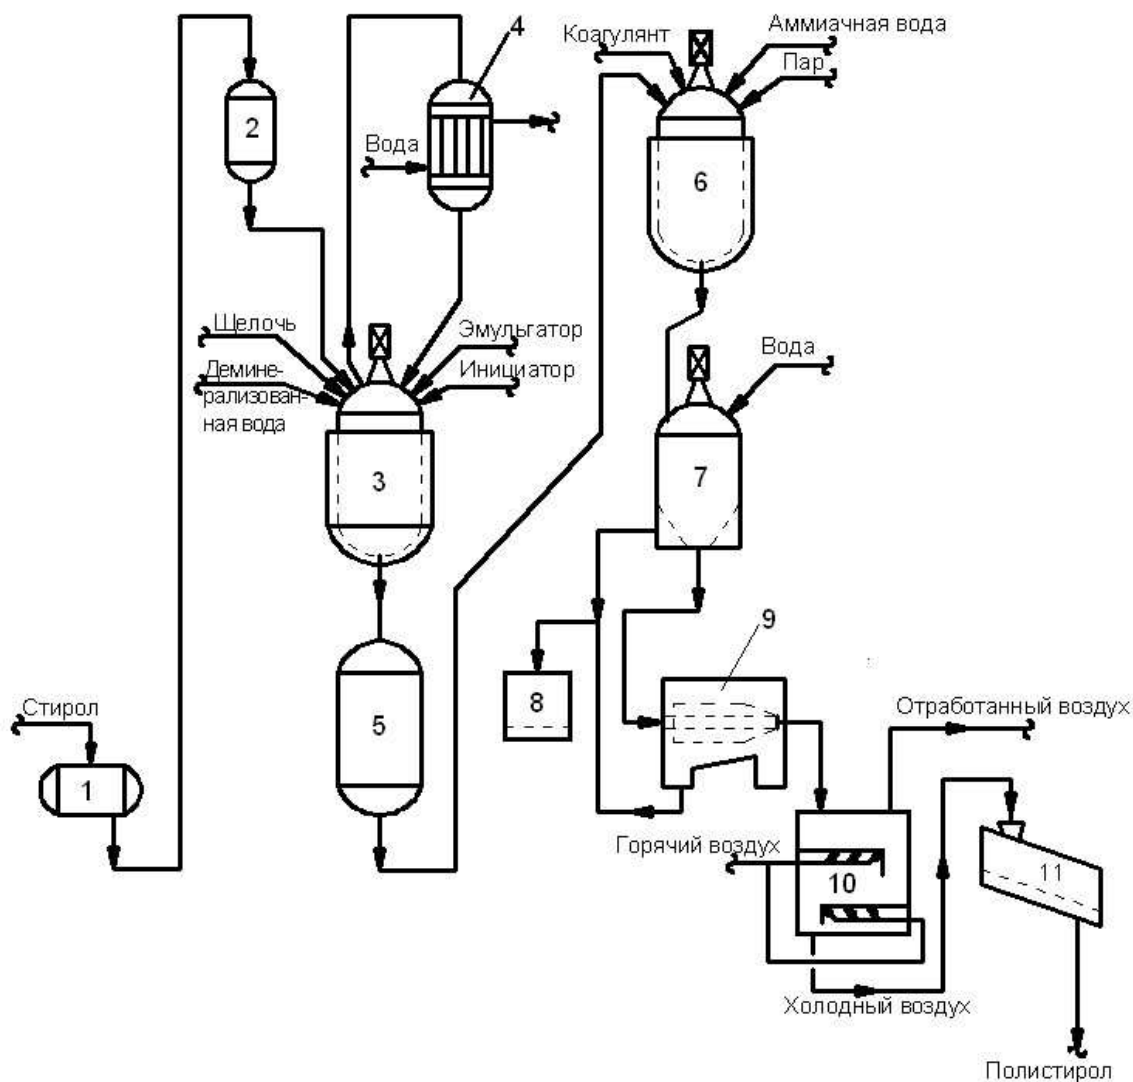 4
Коагулянт
Аммиачная вода
Пар
2
Вода
6
Щелочь
Эмульгатор
Демине-
рализован-
ная вода
Инициатор
Вода
3
7
9
5
8
Стирол
1
Отработанный воздух
Горячий воздух
10
11
Холодный воздух
Полистирол